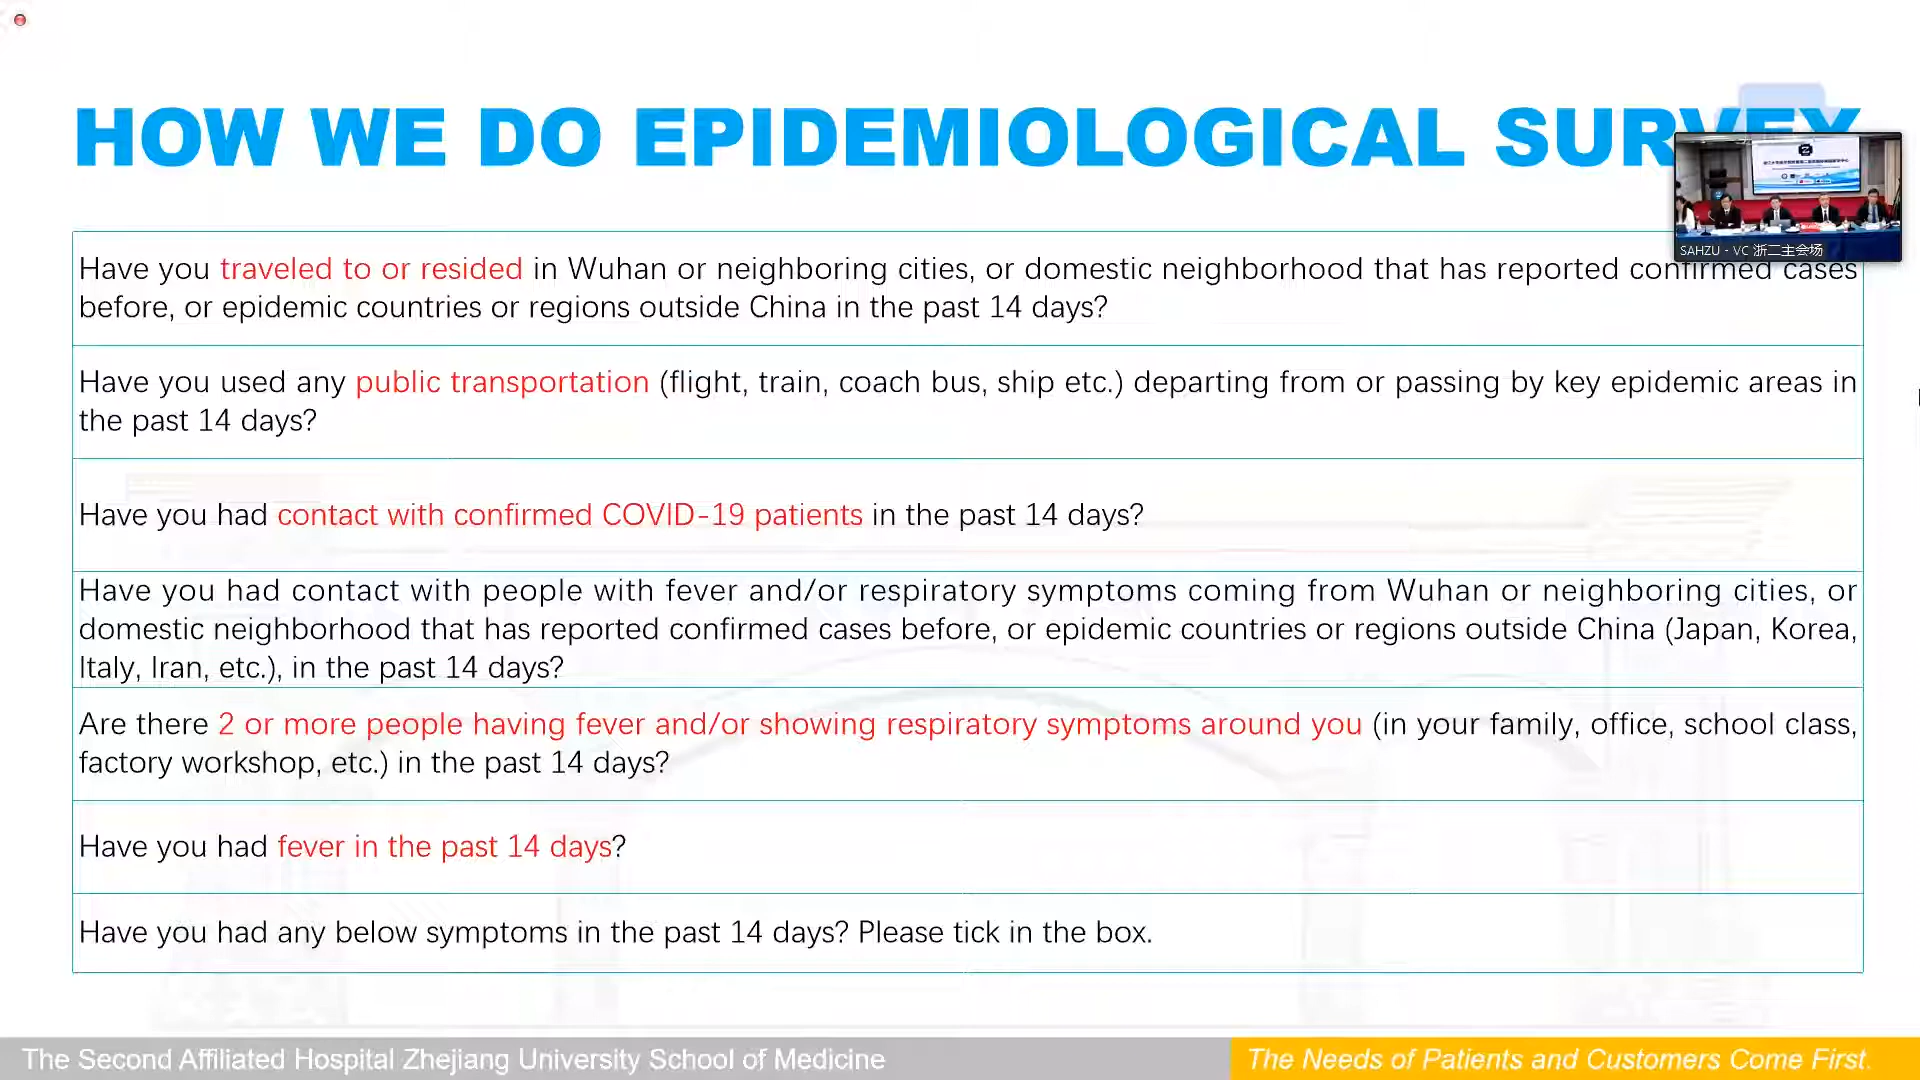 HOW WE DO EPIDEMIOLOGICAL SURVEY
SAHZU - VC 浙二主会场
Have you traveled to or resided in Wuhan or neighboring cities, or domestic neighborhood that has reported confirmed cases
before, or epidemic countries or regions outside China in the past 14 days?
Have you used any public transportation (flight, train, coach bus, ship etc.) departing from or passing by key epidemic areas in
the past 14 days?
Have you had contact with confirmed COVID-19 patients in the past 14 days?
Have you had contact with people with fever and/or respiratory symptoms coming from Wuhan or neighboring cities, or
domestic neighborhood that has reported confirmed cases before, or epidemic countries or regions outside China (Japan, Korea,
Italy, Iran, etc.), in the past 14 days?
Are there 2 or more people having fever and/or showing respiratory symptoms around you (in your family, office, school class,
factory workshop, etc.) in the past 14 days?
Have you had fever in the past 14 days?
Have you had any below symptoms in the past 14 days? Please tick in the box.
The Second Affiliated Hospital Zhejiang University School of Medicine
The Needs of Patients and Customers Come First.